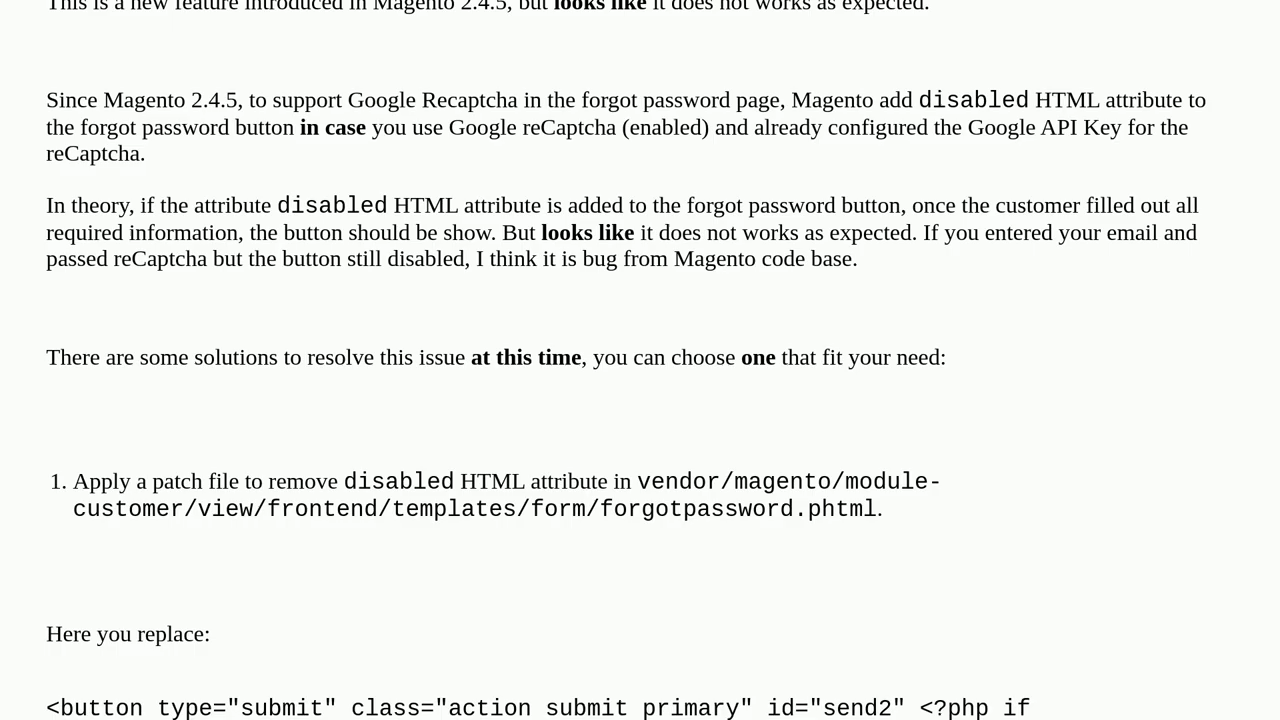 This is a new feature introduced in Magento 2.4.5, but looks like it does not works as expected.
Since Magento 2.4.5, to support Google Recaptcha in the forgot password page, Magento add disabled HTML attribute to
the forgot password button in case you use Google reCaptcha (enabled) and already configured the Google API Key for the
reCaptcha.
In theory, if the attribute disabled HTML attribute is added to the forgot password button, once the customer filled out all
required information, the button should be show. But looks like it does not works as expected. If you entered your email and
passed reCaptcha but the button still disabled, I think it is bug from Magento code base.
There are some solutions to resolve this issue at this time, you can choose one that fit your need:
1. Apply a patch file to remove disabled HTML attribute in vendor/magento/module-
customer/view/frontend/templates/form/forgotpassword.phtml.
Here you replace:
<button type="submit" class="action submit primary" id="send2" <?php if